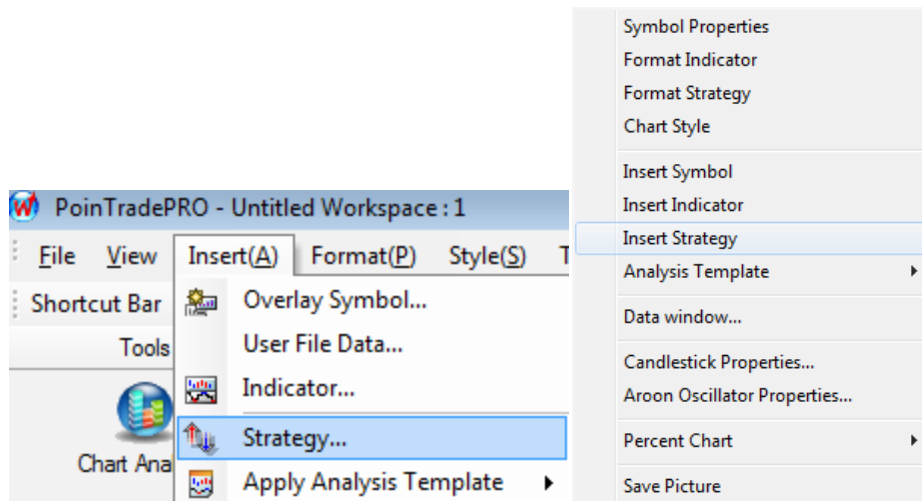 PoinTradePRO - Untitled Workspace : 1
File View Insert(A) Format(P) Style(S) T
Shortcut Bar
Tools
Chart Ana
Overlay Symbol...
User File Data...
Indicator...
Strategy...
Apply Analysis Template
Symbol Properties
Format Indicator
Format Strategy
Chart Style
Insert Symbol
Insert Indicator
Insert Strategy
Analysis Template
Data window...
Candlestick Properties...
Aroon Oscillator Properties...
Percent Chart
Save Picture